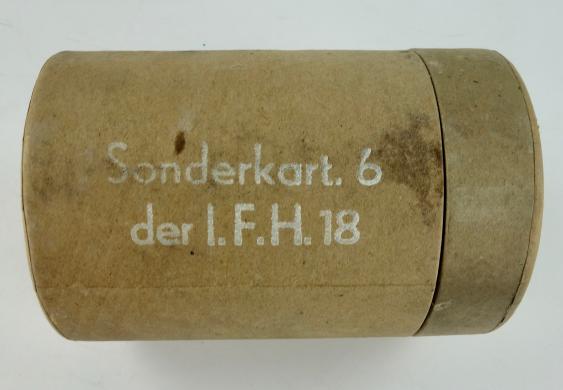 Sonderkart. 6
der l.F.H. 18